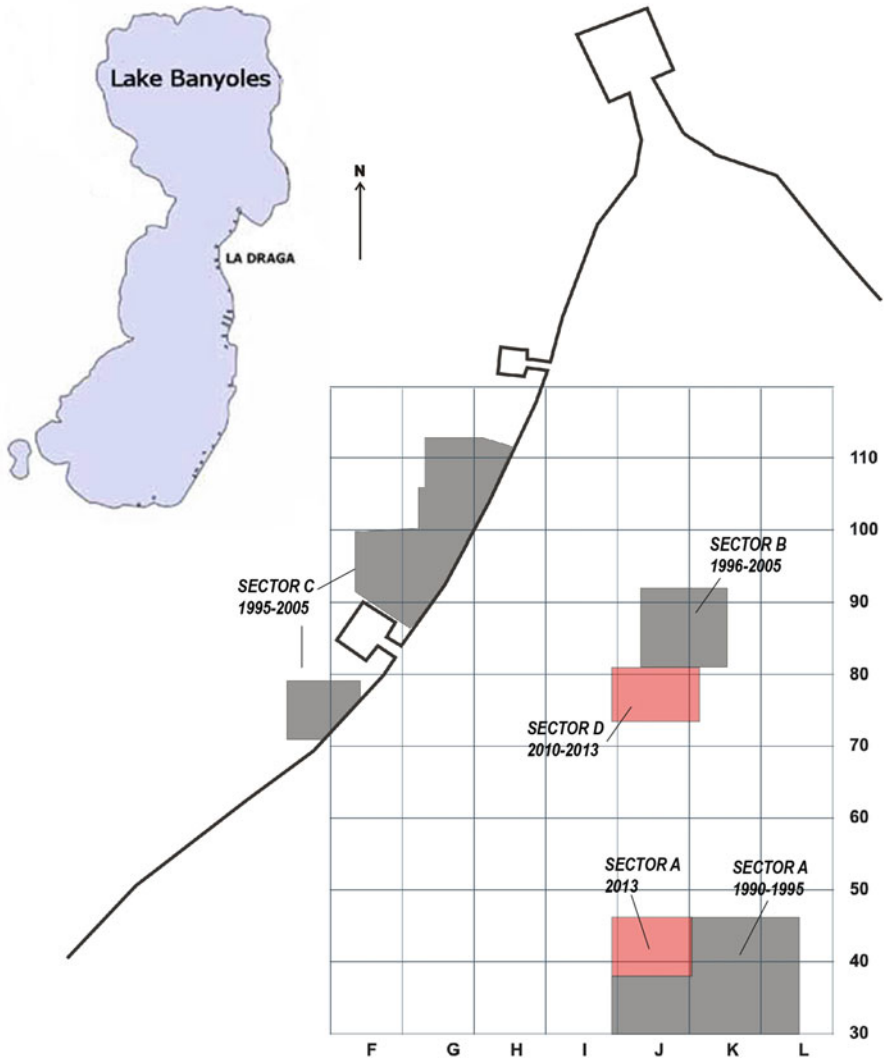 Lake Banyoles
N
LA DRAGA
110
100
SECTOR B
1996-2005
SECTOR C
1995-2005
90
80
SECTOR D
2010-2013
70
60
SECTOR A
2013
SECTOR A
1990-1995
50
40
30
F G H I J K L